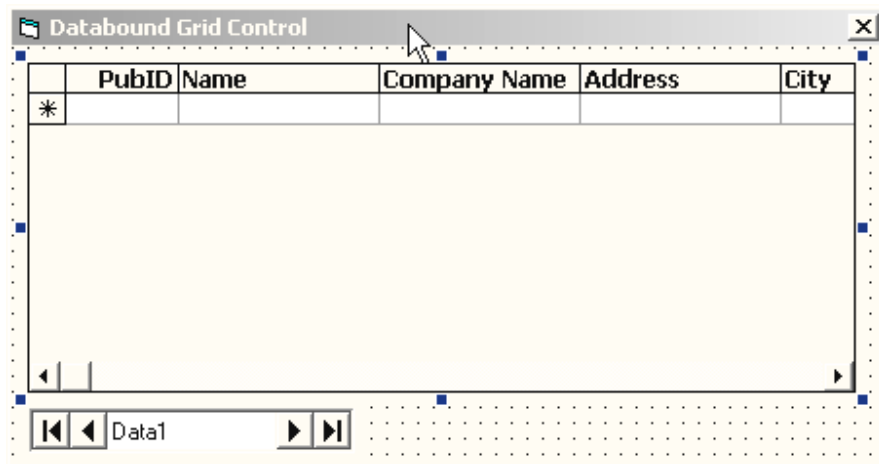 Databound Grid Control
PubID Name Company Name Address City
Data1